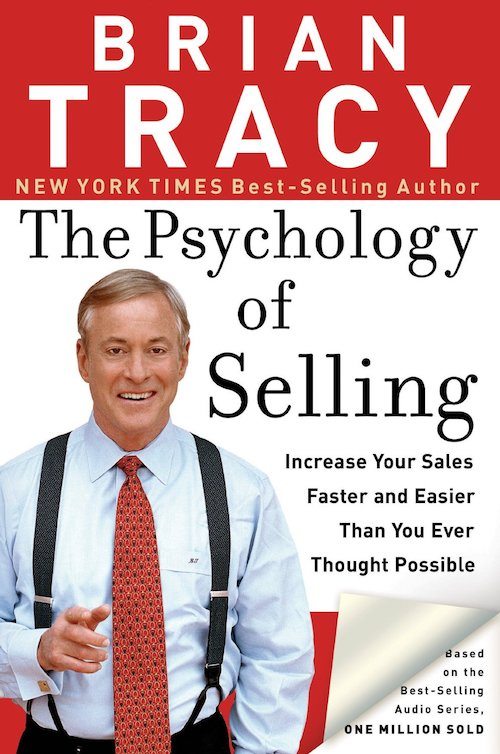 BRIAN
TRACY
NEW YORK TIMES Best-Selling Author
The Psychology
of
Selling
Increase Your Sales
Faster and Easier
Than You Ever
Thought Possible
Based
on the
Best-Selling
Audio Series,
ONE MILLION SOLD